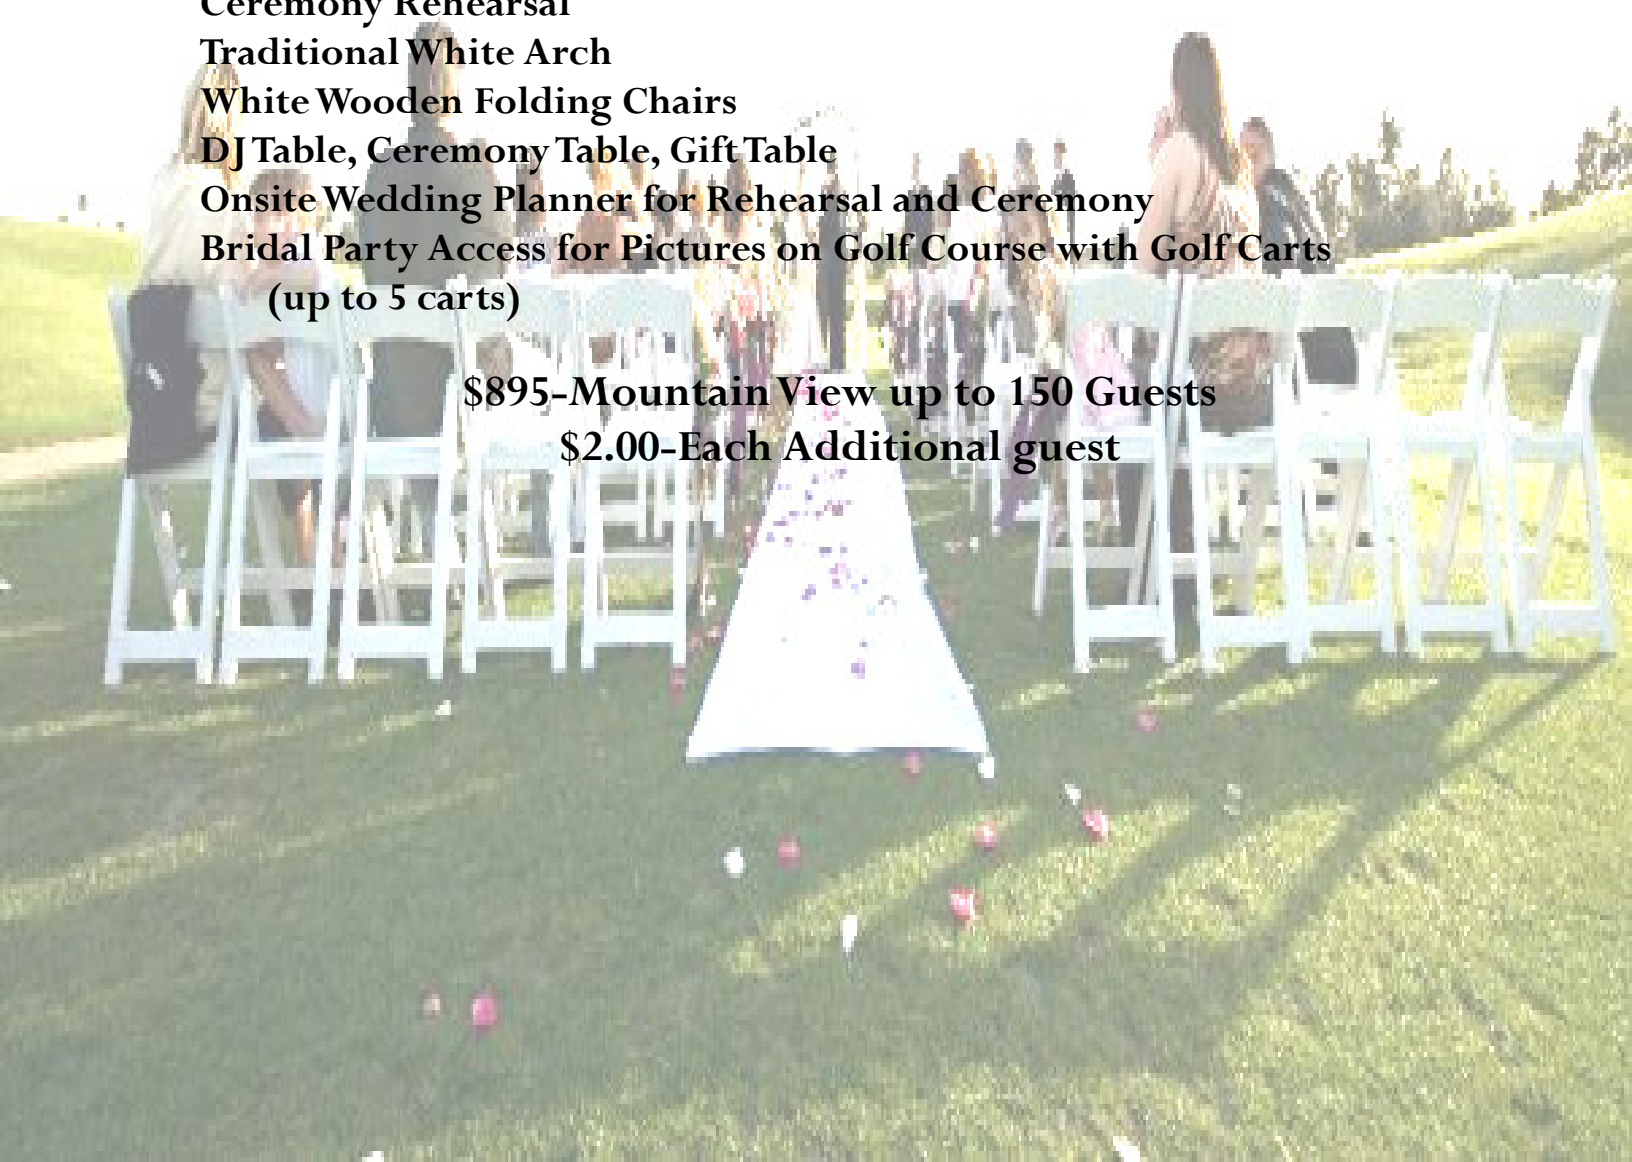 Ceremony Rehearsal
Traditional White Arch
White Wooden Folding Chairs
DJ Table, Ceremony Table, Gift Table
Onsite Wedding Planner for Rehearsal and Ceremony
Bridal Party Access for Pictures on Golf Course with Golf Carts
(up to 5 carts)
$895-Mountain View up to 150 Guests
$2.00-Each Additional guest